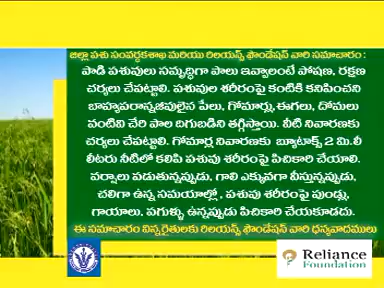 జిల్లా పశు సంవర్ధకశాఖ మరియు రిలయన్స్ ఫౌండేషన్ వారి సమాచారం :
పాడి పశువులు సమృద్ధిగా పాలు ఇవ్వాలంటే పోషణ, రక్షణ
చర్యలు చేపట్టాలి. పశువుల శరీరంపై కంటికి కనిపించని
బాహ్యపరాన్నజీవులైన పేలు, గోమార్లు,ఈగలు, దోమలు
వంటివి చేరి పాల దిగుబడిని తగ్గిస్తాయి. వీటి నివారణకు
చర్యలు చేపట్టాలి. గోమార్ల నివారణకు బ్యూటాక్స్ 2 మి.లీ
లీటరు నీటిలో కలిపి పశువు శరీరంపై పిచికారి చేయాలి.
వర్షాలు పడుతున్నప్పుడు, గాలి ఎక్కువగా వీస్తున్నప్పుడు,
చలిగా ఉన్న సమయాల్లో , పశువు శరీరంపై పుండ్లు,
గాయాలు, పగుళ్ళు ఉన్నప్పుడు పిచికారి చేయకూడదు.
ఈ సమాచారం విన్నరైతులకు రిలయన్స్ ఫౌండేషన్ వారి ధన్యవాదములు
Reliance
Foundation